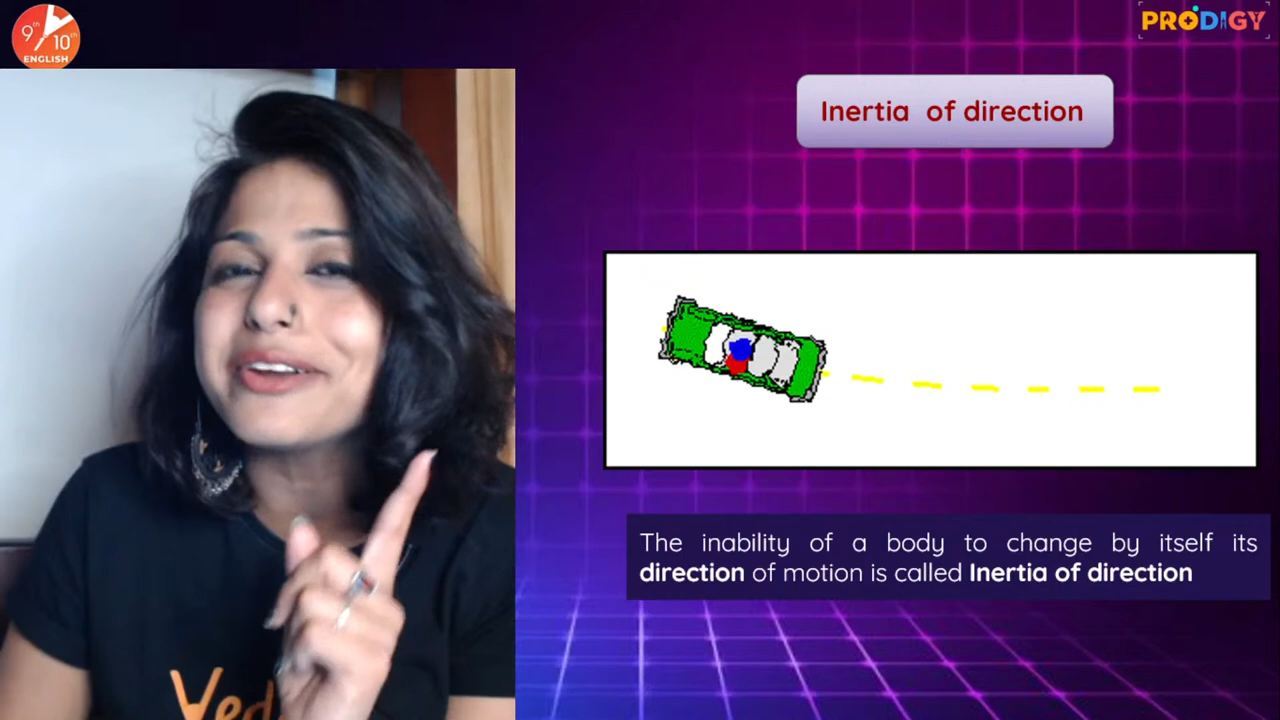 9th
10th
ENGLISH
PRODIGY
Inertia of direction
The inability of a body to change by itself its
direction of motion is called Inertia of direction